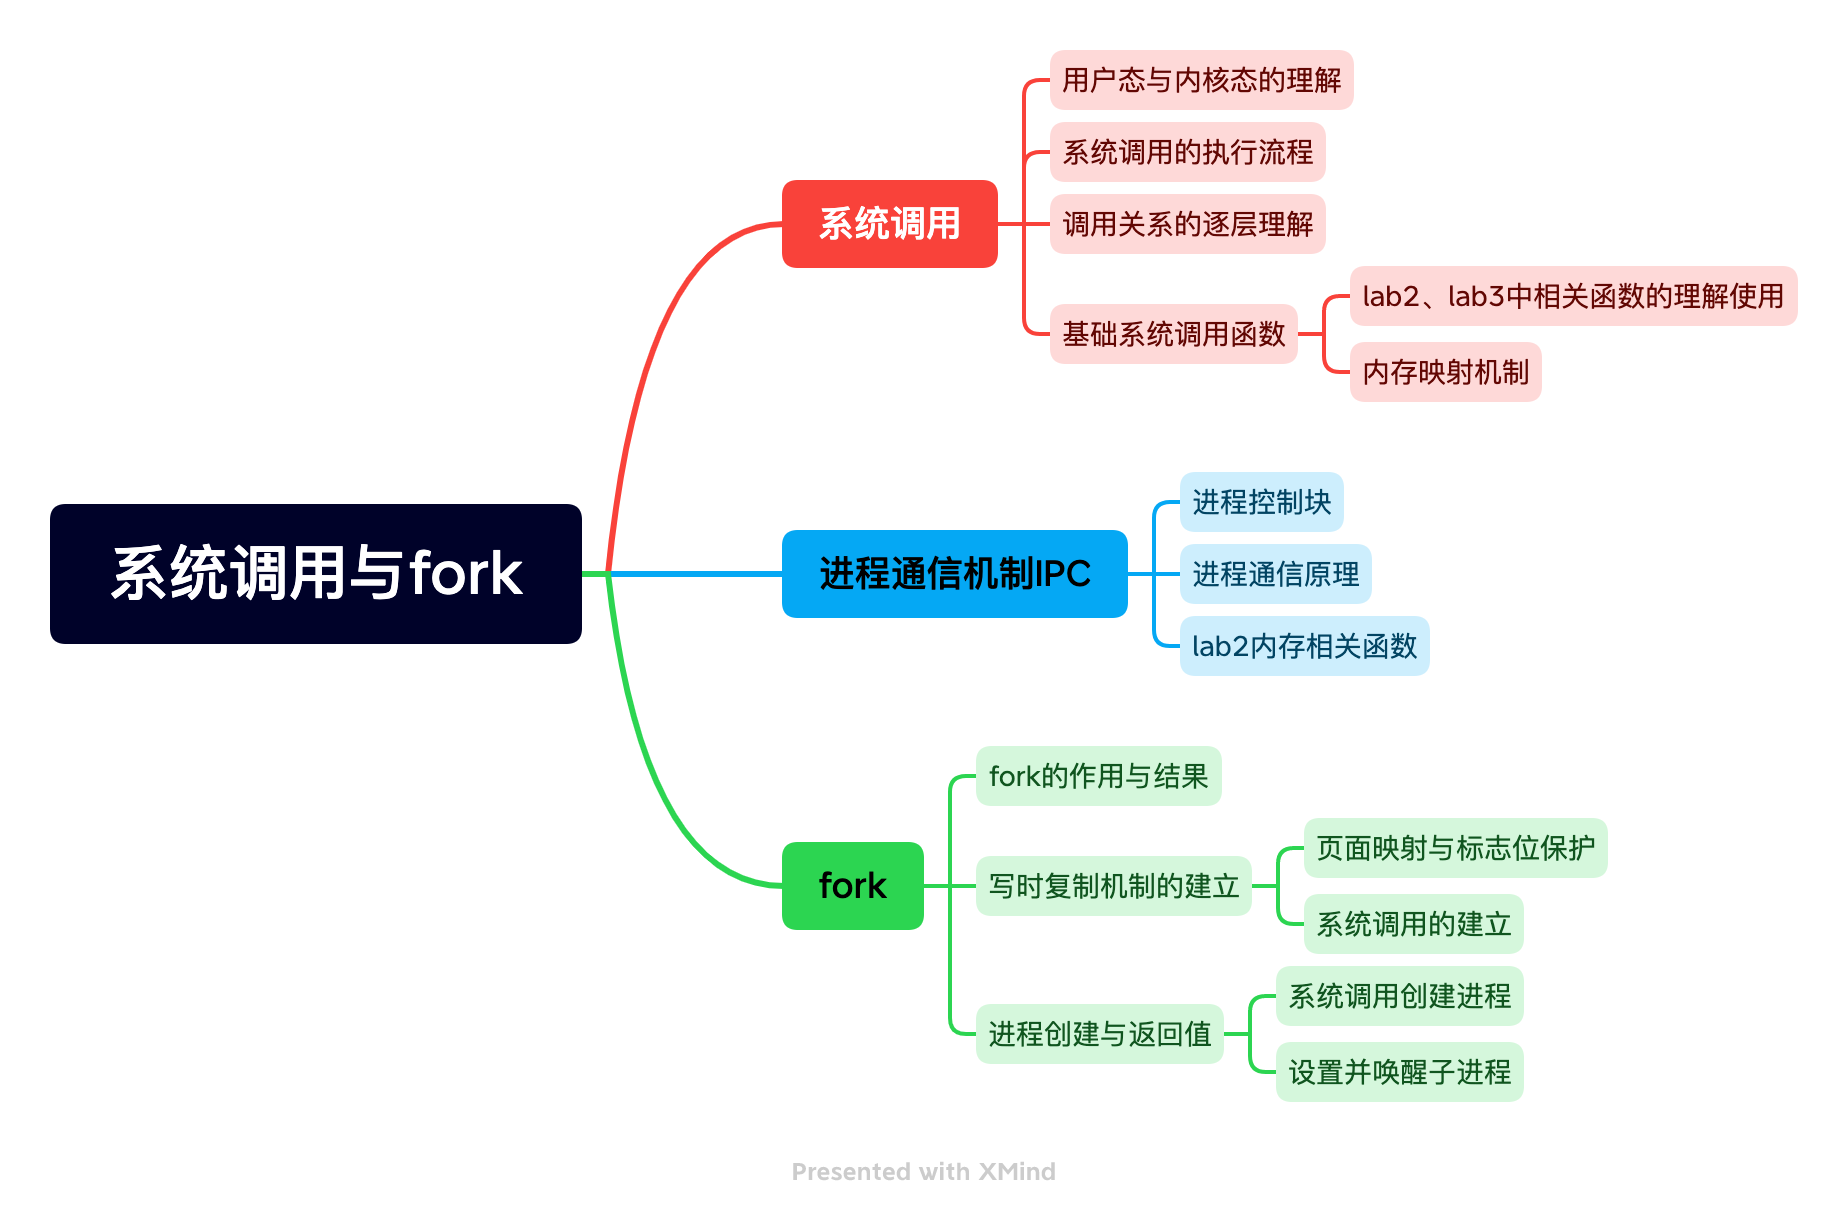 系统调用与fork
系统调用
用户态与内核态的理解
系统调用的执行流程
调用关系的逐层理解
基础系统调用函数
lab2、lab3中相关函数的理解使用
内存映射机制
进程通信机制IPC
进程控制块
进程通信原理
lab2内存相关函数
fork
fork的作用与结果
写时复制机制的建立
页面映射与标志位保护
系统调用的建立
进程创建与返回值
系统调用创建进程
设置并唤醒子进程
Presented with XMind